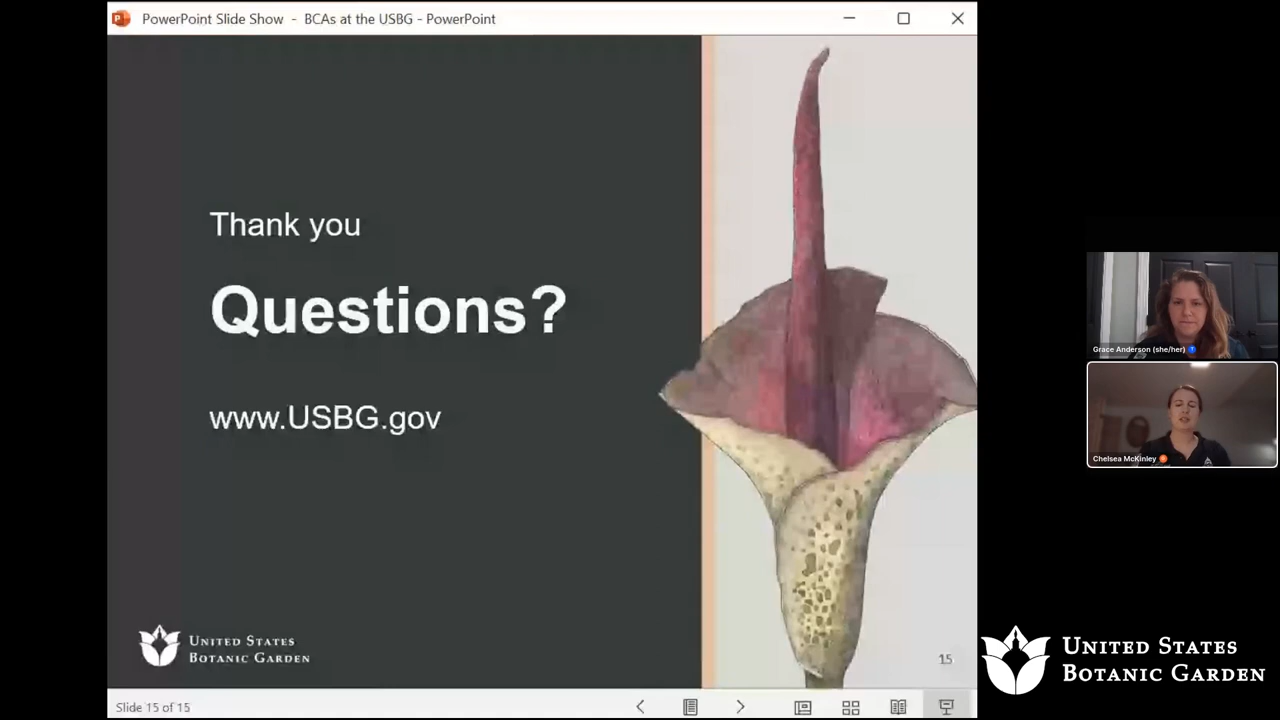 PowerPoint Slide Show - BCAs at the USBG - PowerPoint
Thank you
Questions?
www.USBG.gov
UNITED STATES
BOTANIC GARDEN
15
Slide 15 of 15
Grace Anderson (she/her)
Chelsea McKinley
UNITED STATES
BOTANIC GARDEN